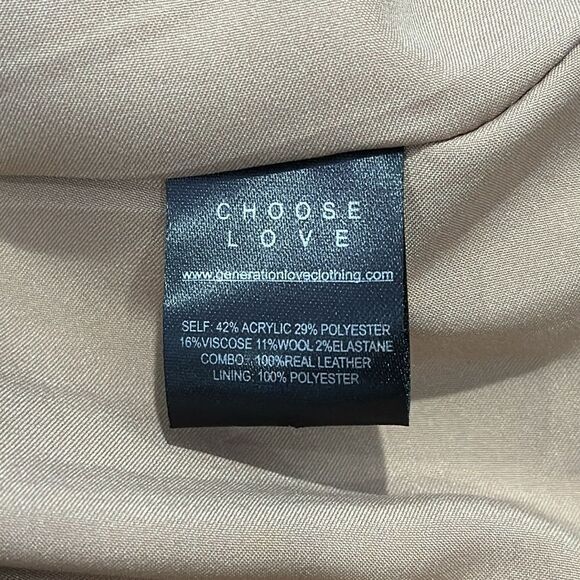 CHOOSE
LOVE
www.generationloveclothing.com
SELF: 42% ACRYLIC 29% POLYESTER
16%VISCOSE 11%WOOL 2%ELASTANE
COMBO: 100%REAL LEATHER
LINING: 100% POLYESTER